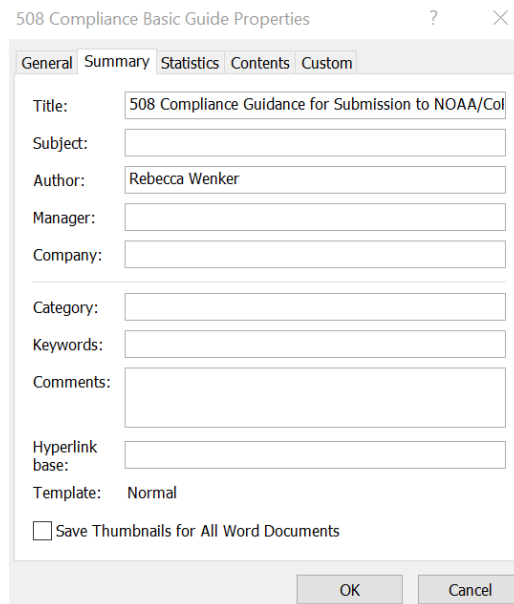 508 Compliance Basic Guide Properties ?
General Summary Statistics Contents Custom
Title: 508 Compliance Guidance for Submission to NOAA/Co
Subject:
Author: Rebecca Wenker
Manager:
Company:
Category:
Keywords:
Comments:
Hyperlink
base:
Template: Normal
Save Thumbnails for All Word Documents
OK Cancel